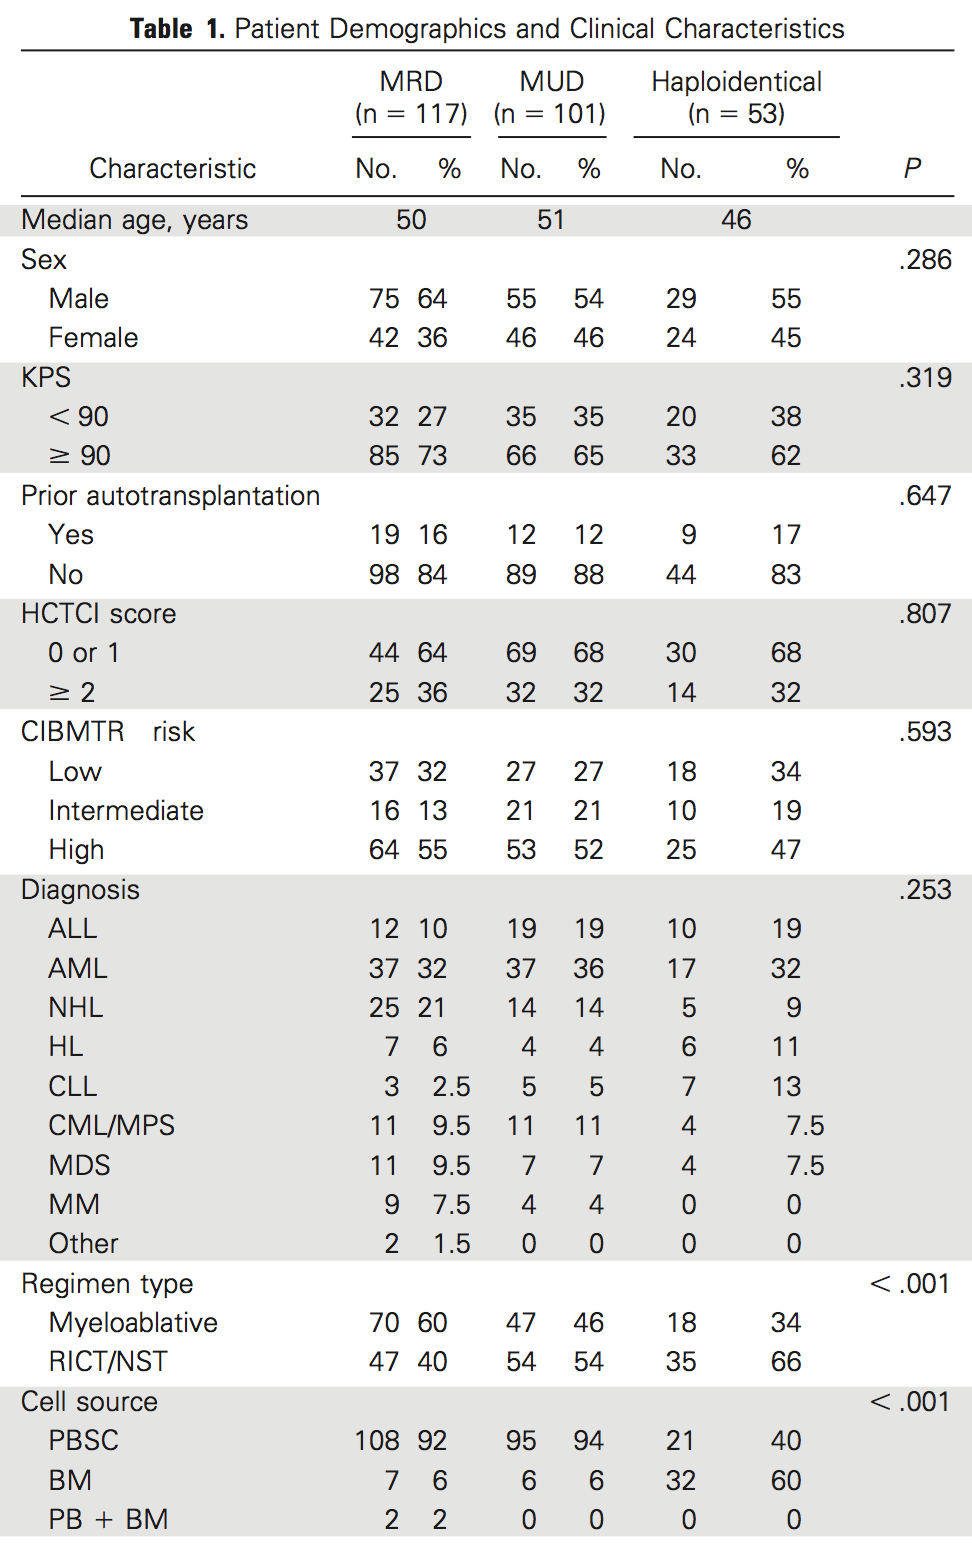 Table 1. Patient Demographics and Clinical Characteristics
MRD MUD Haploidentical
(n = 117) (n = 101) (n = 53)
Characteristic No. % No. % No. % P
Median age, years 50 51 46
Sex .286
Male 75 64 55 54 29 55
Female 42 36 46 46 24 45
KPS .319
< 90 32 27 35 35 20 38
≥ 90 85 73 66 65 33 62
Prior autotransplantation .647
Yes 19 16 12 12 9 17
No 98 84 89 88 44 83
HCTCI score .807
0 or 1 44 64 69 68 30 68
≥ 2 25 36 32 32 14 32
CIBMTR risk .593
Low 37 32 27 27 18 34
Intermediate 16 13 21 21 10 19
High 64 55 53 52 25 47
Diagnosis .253
ALL 12 10 19 19 10 19
AML 37 32 37 36 17 32
NHL 25 21 14 14 5 9
HL 7 6 4 4 6 11
CLL 3 2.5 5 5 7 13
CML/MPS 11 9.5 11 11 4 7.5
MDS 11 9.5 7 7 4 7.5
MM 9 7.5 4 4 0 0
Other 2 1.5 0 0 0 0
Regimen type < .001
Myeloablative 70 60 47 46 18 34
RICT/NST 47 40 54 54 35 66
Cell source < .001
PBSC 108 92 95 94 21 40
BM 7 6 6 6 32 60
PB + BM 2 2 0 0 0 0